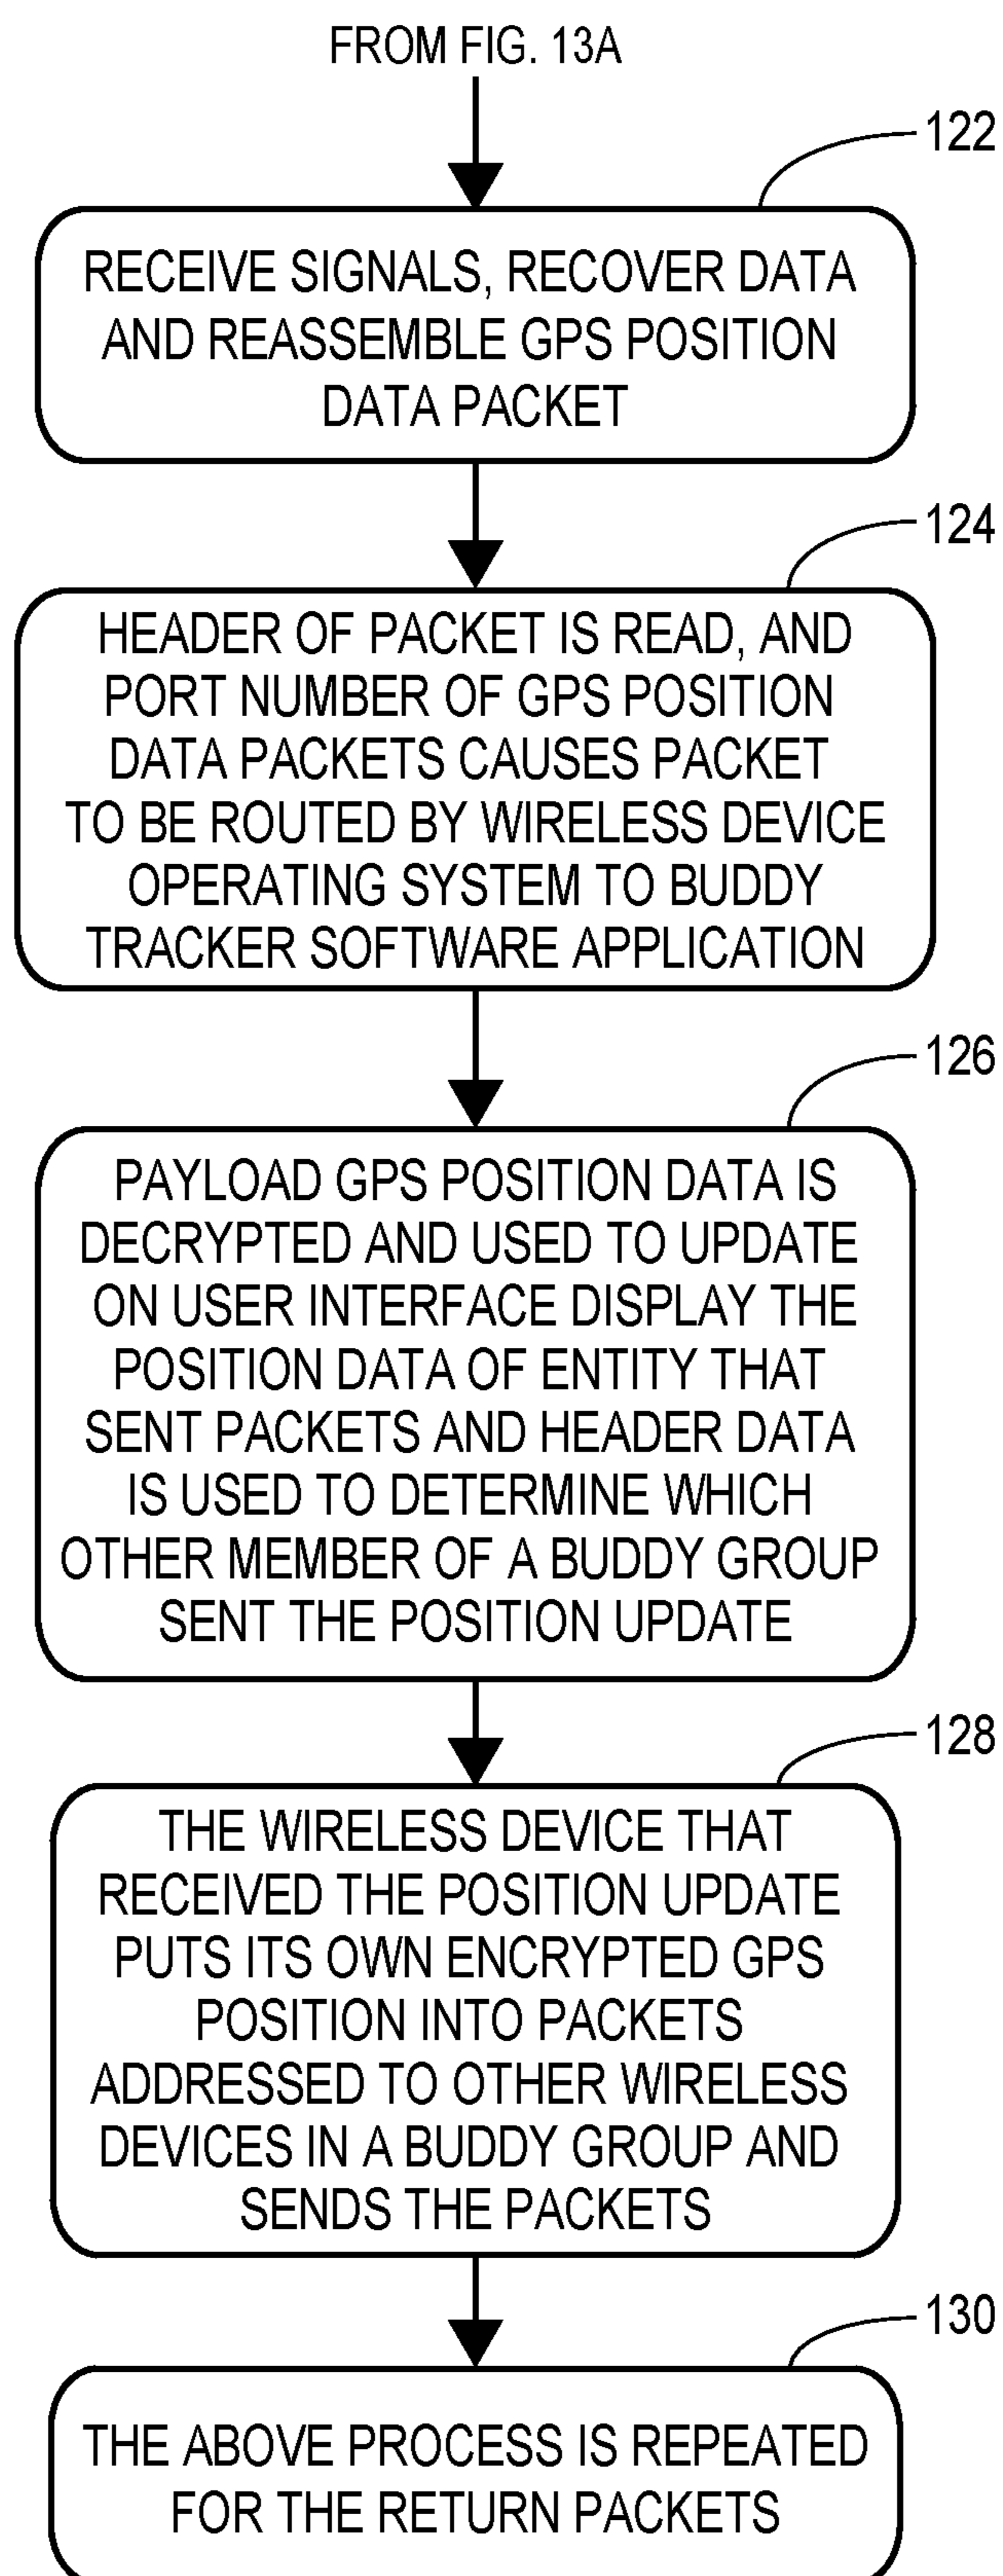 FROM FIG. 13A
122
RECEIVE SIGNALS, RECOVER DATA
AND REASSEMBLE GPS POSITION
DATA PACKET
124
HEADER OF PACKET IS READ, AND
PORT NUMBER OF GPS POSITION
DATA PACKETS CAUSES PACKET
TO BE ROUTED BY WIRELESS DEVICE
OPERATING SYSTEM TO BUDDY
TRACKER SOFTWARE APPLICATION
126
PAYLOAD GPS POSITION DATA IS
DECRYPTED AND USED TO UPDATE
ON USER INTERFACE DISPLAY THE
POSITION DATA OF ENTITY THAT
SENT PACKETS AND HEADER DATA
IS USED TO DETERMINE WHICH
OTHER MEMBER OF A BUDDY GROUP
SENT THE POSITION UPDATE
128
THE WIRELESS DEVICE THAT
RECEIVED THE POSITION UPDATE
PUTS ITS OWN ENCRYPTED GPS
POSITION INTO PACKETS
ADDRESSED TO OTHER WIRELESS
DEVICES IN A BUDDY GROUP AND
SENDS THE PACKETS
130
THE ABOVE PROCESS IS REPEATED
FOR THE RETURN PACKETS